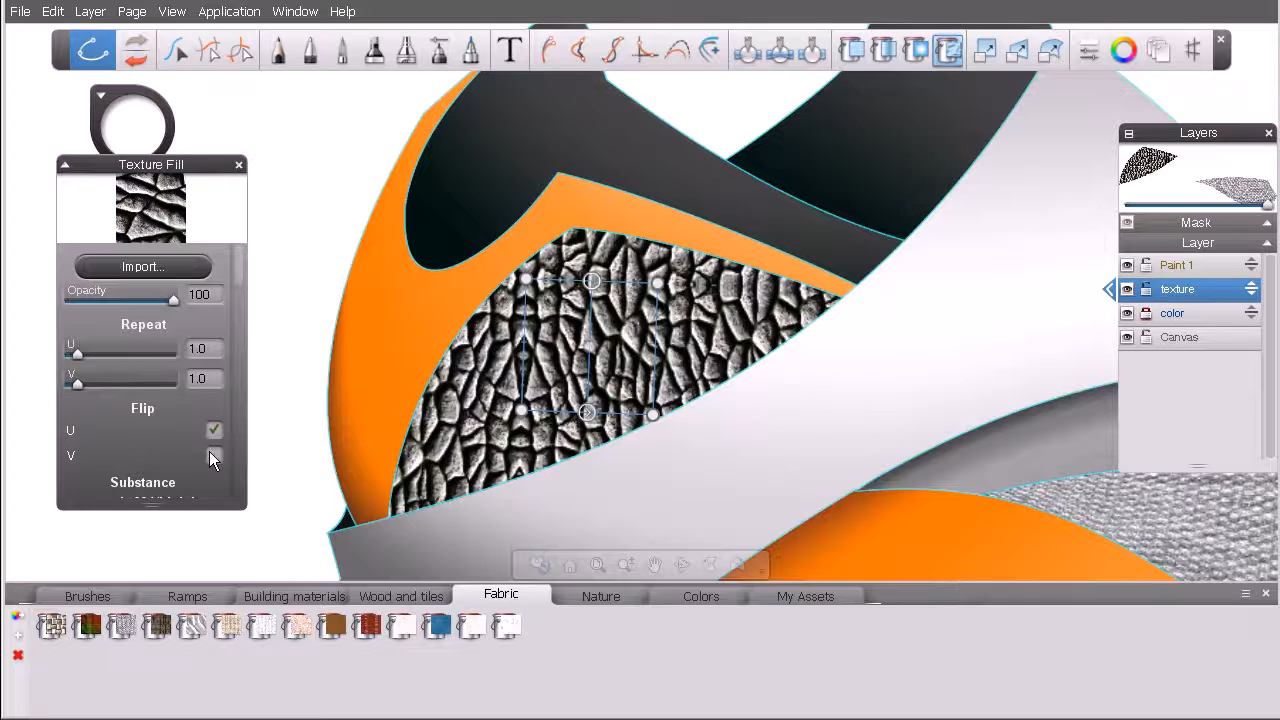 File Edit Layer Page View Application Window Help
T
Texture Fill
Import...
Opacity 100
Repeat
U 1.0
V 1.0
Flip
U
V
Substance
Layers
Mask
Layer
Paint 1
texture
color
Canvas
Brushes Ramps Building materials Wood and tiles Fabric Nature Colors My Assets